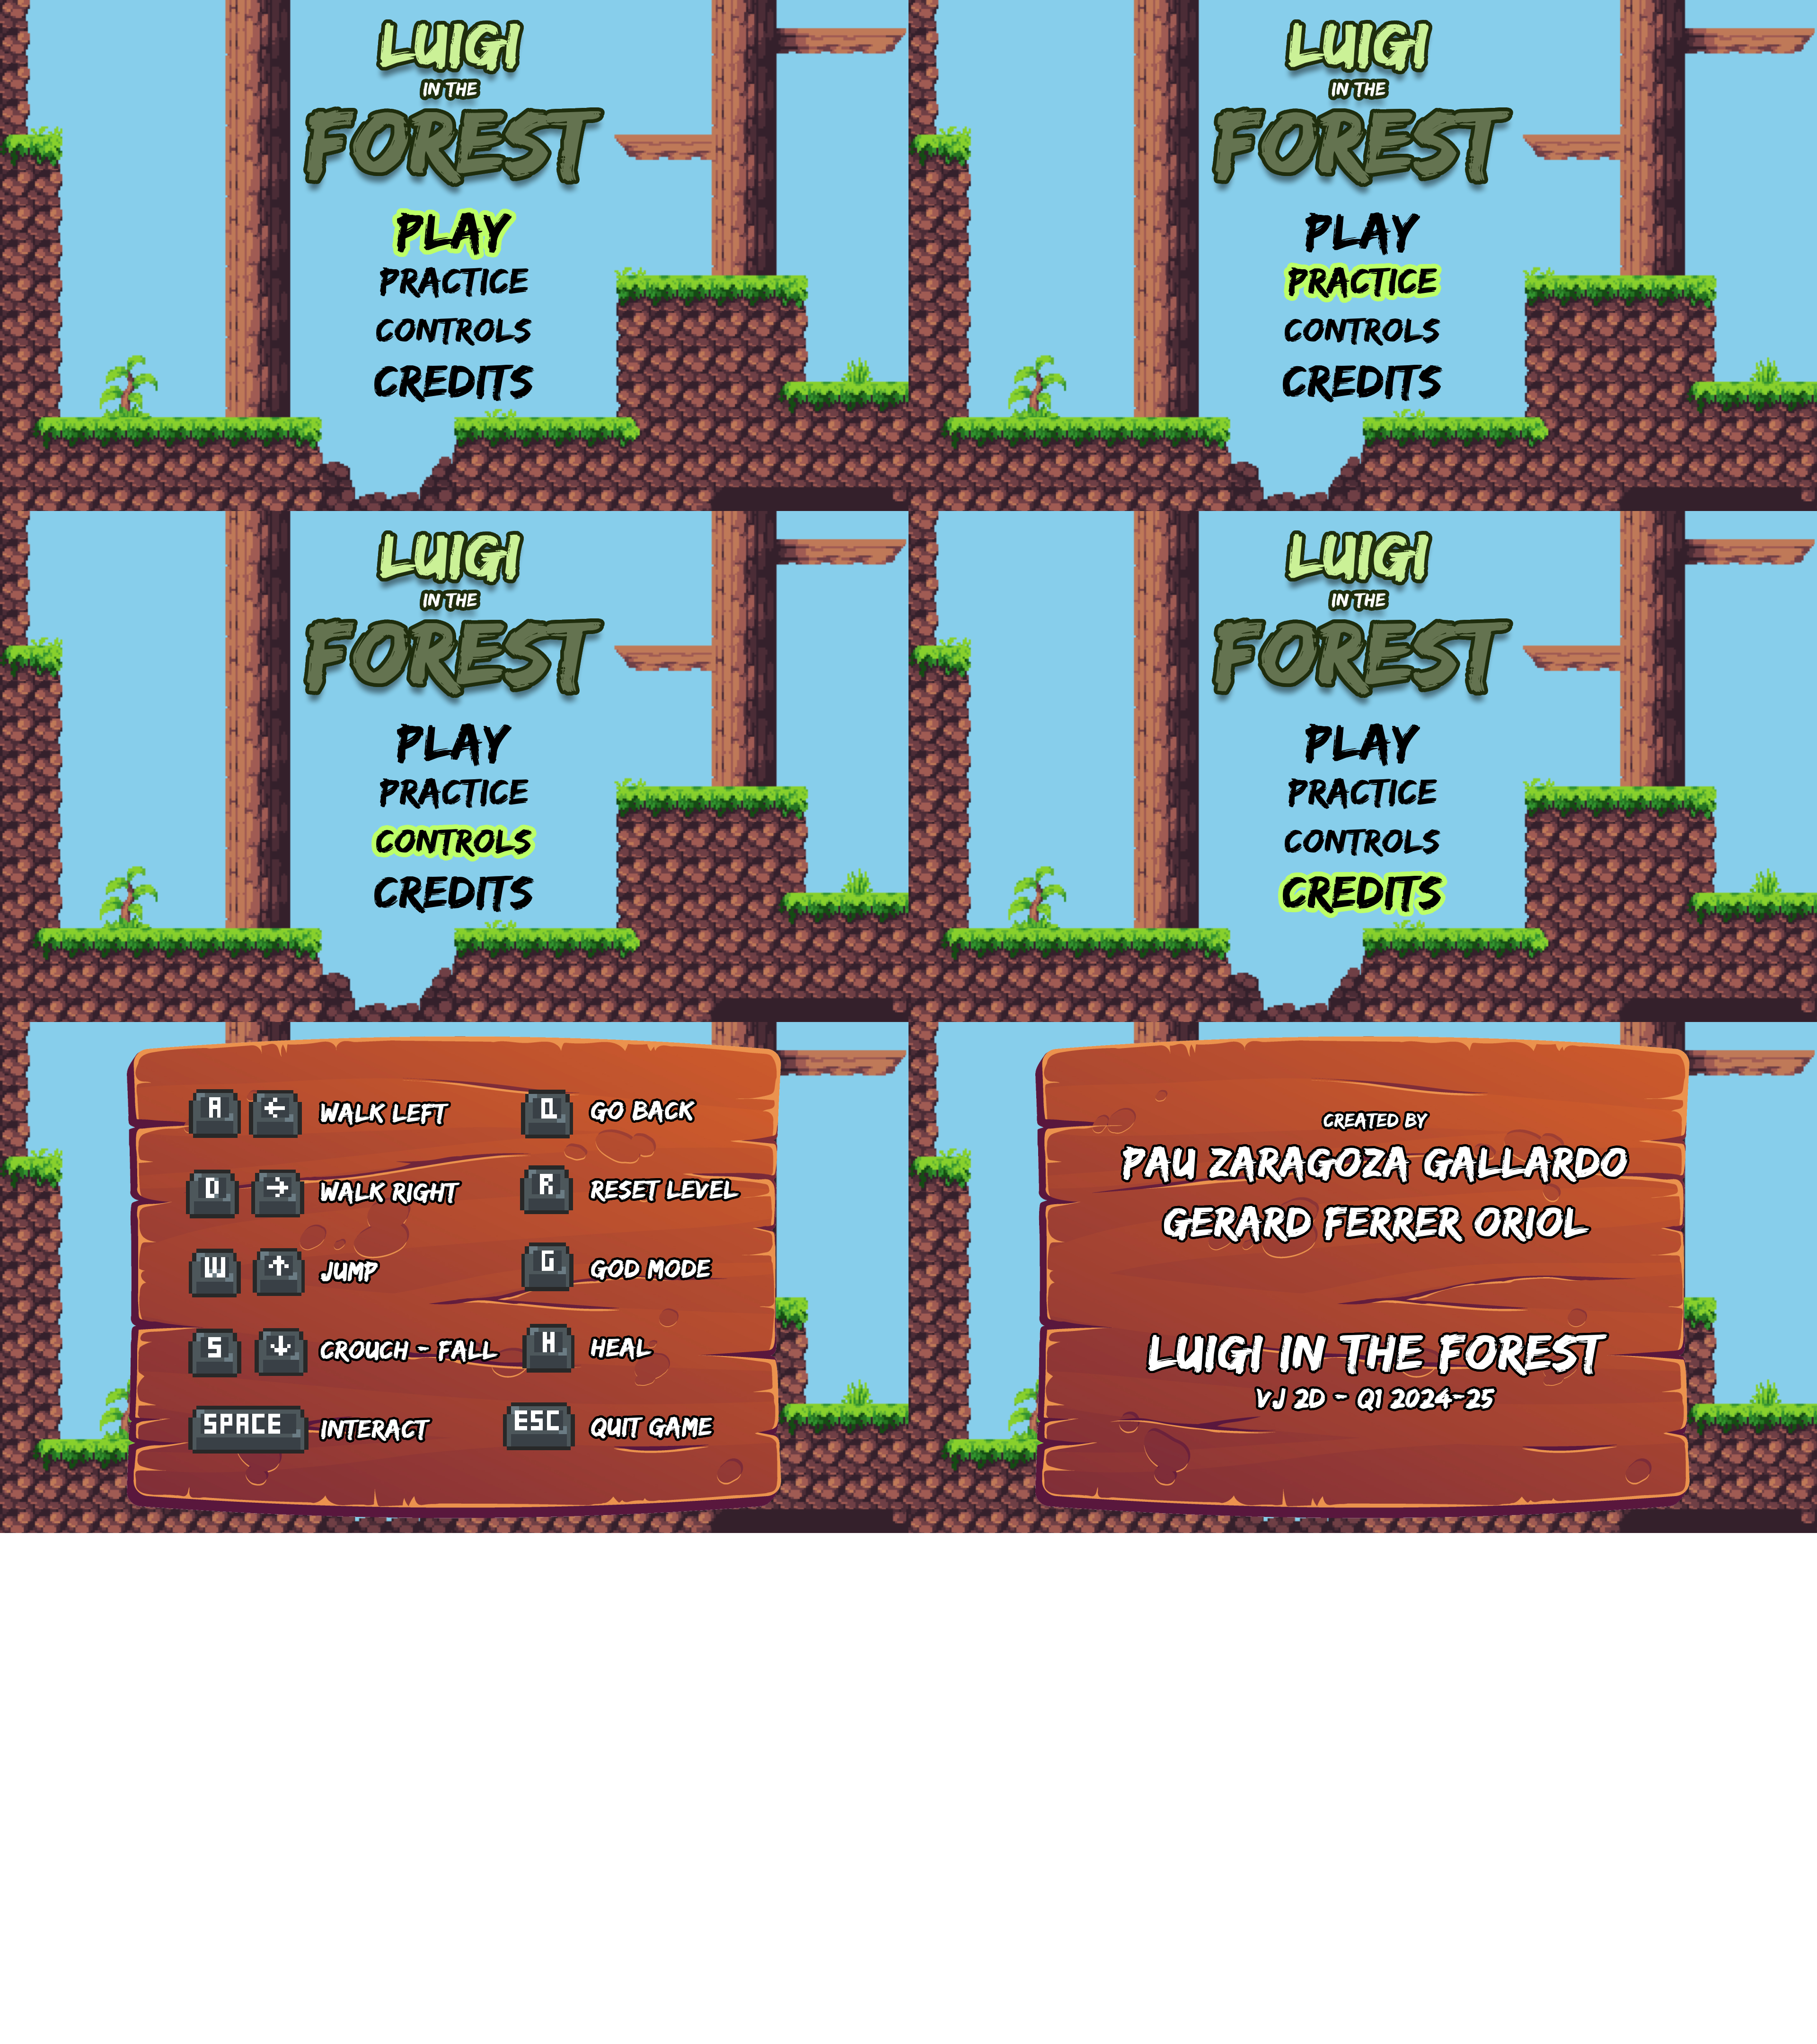 LUIGI
IN THE
FOREST
PLAY
PRACTICE
CONTROLS
CREDITS
LUIGI
IN THE
FOREST
PLAY
PRACTICE
CONTROLS
CREDITS
LUIGI
IN THE
FOREST
PLAY
PRACTICE
CONTROLS
CREDITS
LUIGI
IN THE
FOREST
PLAY
PRACTICE
CONTROLS
CREDITS
A ← WALK LEFT
D → WALK RIGHT
W ↑ JUMP
S ↓ CROUCH - FALL
SPACE INTERACT
Q GO BACK
R RESET LEVEL
G GOD MODE
H HEAL
ESC QUIT GAME
CREATED BY
PAU ZARAGOZA GALLARDO
GERARD FERRER ORIOL
LUIGI IN THE FOREST
VJ 2D - Q1 2024-25